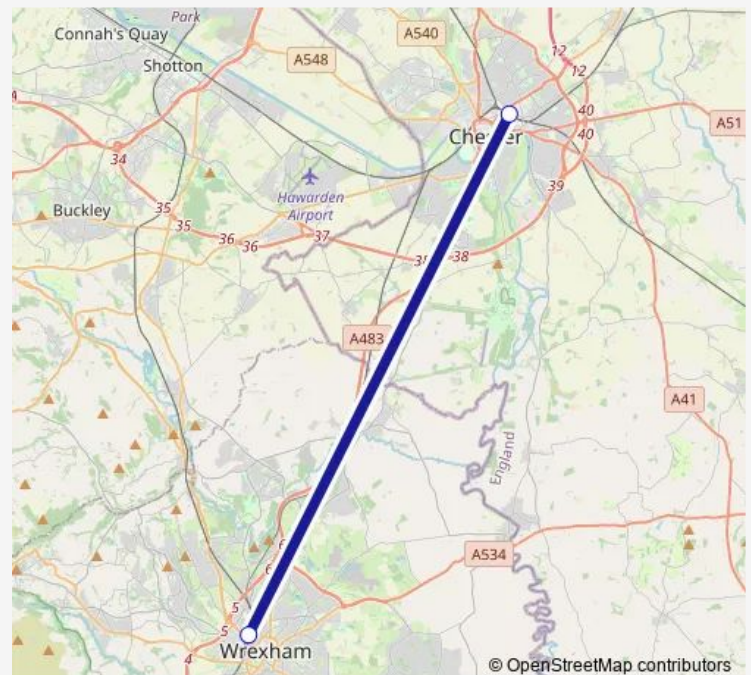 Park
Connah's Quay
A540
Shotton
A548
12
12
40
A51
Chester
40
34
39
Hawarden
Airport
Buckley
35
35
36
36
37
38
A483
A41
England
A534
5
5
4
Wrexham
© OpenStreetMap contributors